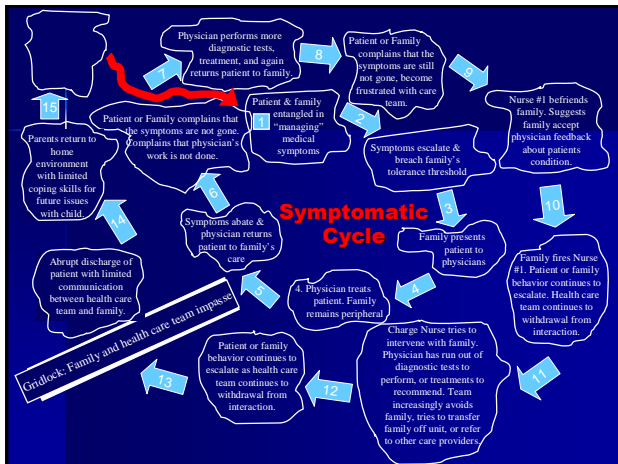 Physician performs more
diagnostic tests,
treatment, and again
returns patient to family.
8
Patient or Family
complains that the
symptoms are still
not gone, become
frustrated with care
team.
9
7
15
Patient or Family complains that
the symptoms are not gone.
Complains that physician's
work is not done.
1
Patient & family
entangled in
"managing"
medical
symptoms
2
Nurse #1 befriends
family. Suggests
family accept
physician feedback
about patients
condition.
Symptoms escalate &
breach family's
tolerance threshold
Parents return to
home
environment
with limited
coping skills for
future issues
with child.
6
3
10
14
Symptoms abate &
physician returns
patient to family's
care
Symptomatic
Cycle
Family presents
patient to
physicians
Abrupt discharge of
patient with limited
communication
between health care
team and family.
5
4. Physician treats
patient. Family
remains peripheral
4
Family fires Nurse
#1. Patient or family
behavior continues to
escalate. Health care
team continues to
withdrawal from
interaction.
Gridlock: Family and health care team impasse
13
Patient or family
behavior continues to
escalate as health care
team continues to
withdrawal from
interaction.
12
Charge Nurse tries to
intervene with family.
Physician has run out of
diagnostic tests to
perform, or treatments to
recommend. Team
increasingly avoids
family, tries to transfer
family off unit, or refer
to other care providers.
11